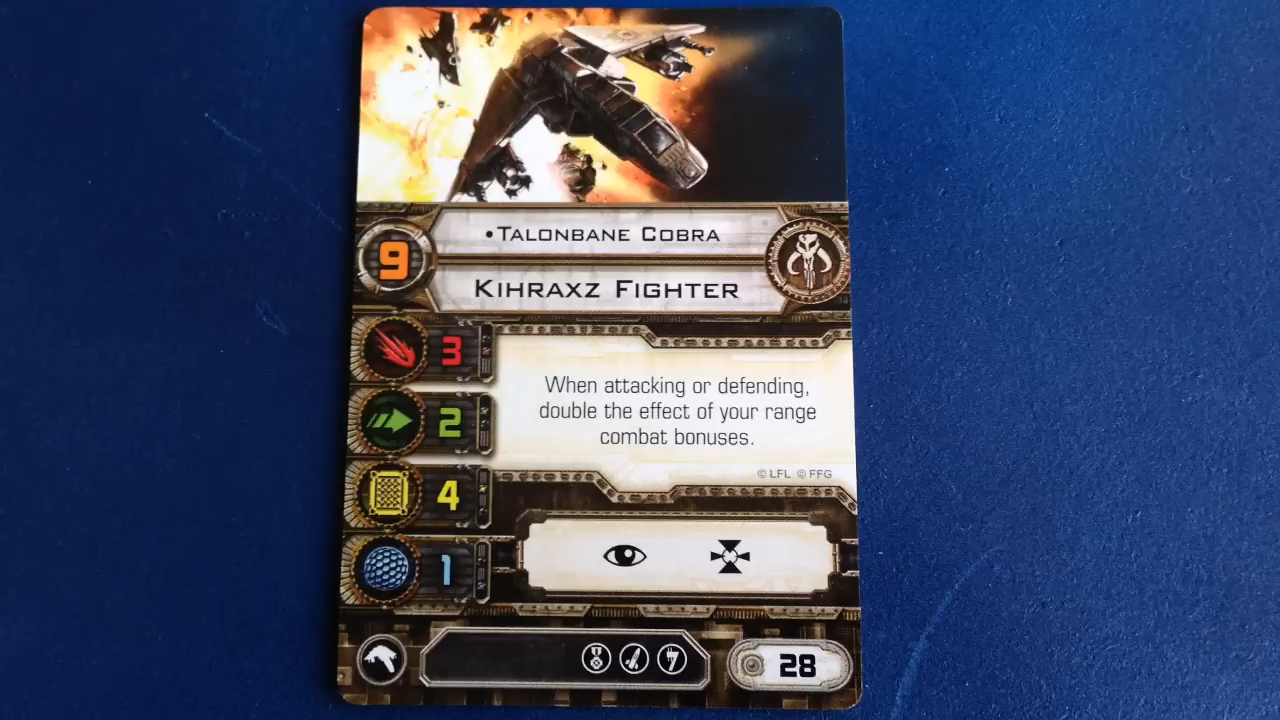 •Talonbane Cobra
9
Kihraxz Fighter
3
When attacking or defending,
double the effect of your range
combat bonuses.
2
© LFL © FFG
4
1
28